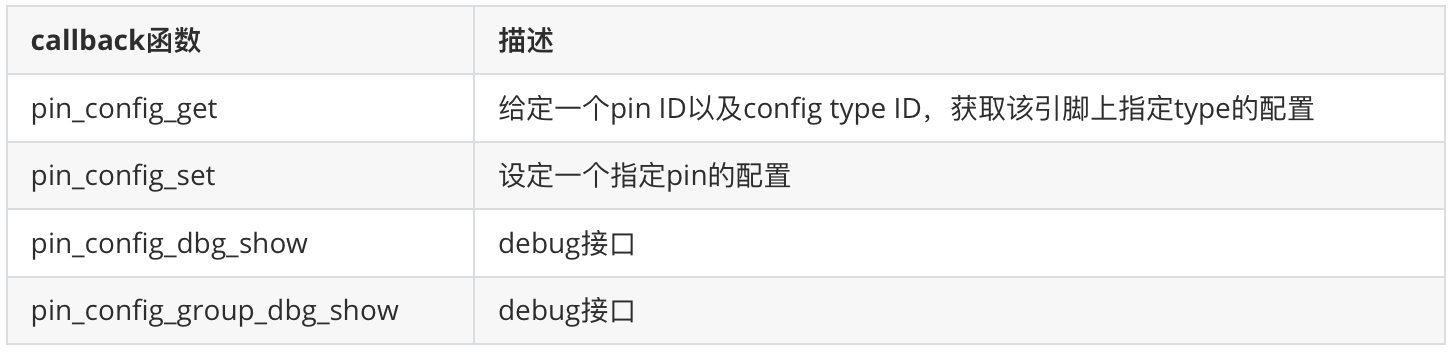 callback函数 描述
pin_config_get 给定一个pin ID以及config type ID，获取该引脚上指定type的配置
pin_config_set 设定一个指定pin的配置
pin_config_dbg_show debug接口
pin_config_group_dbg_show debug接口